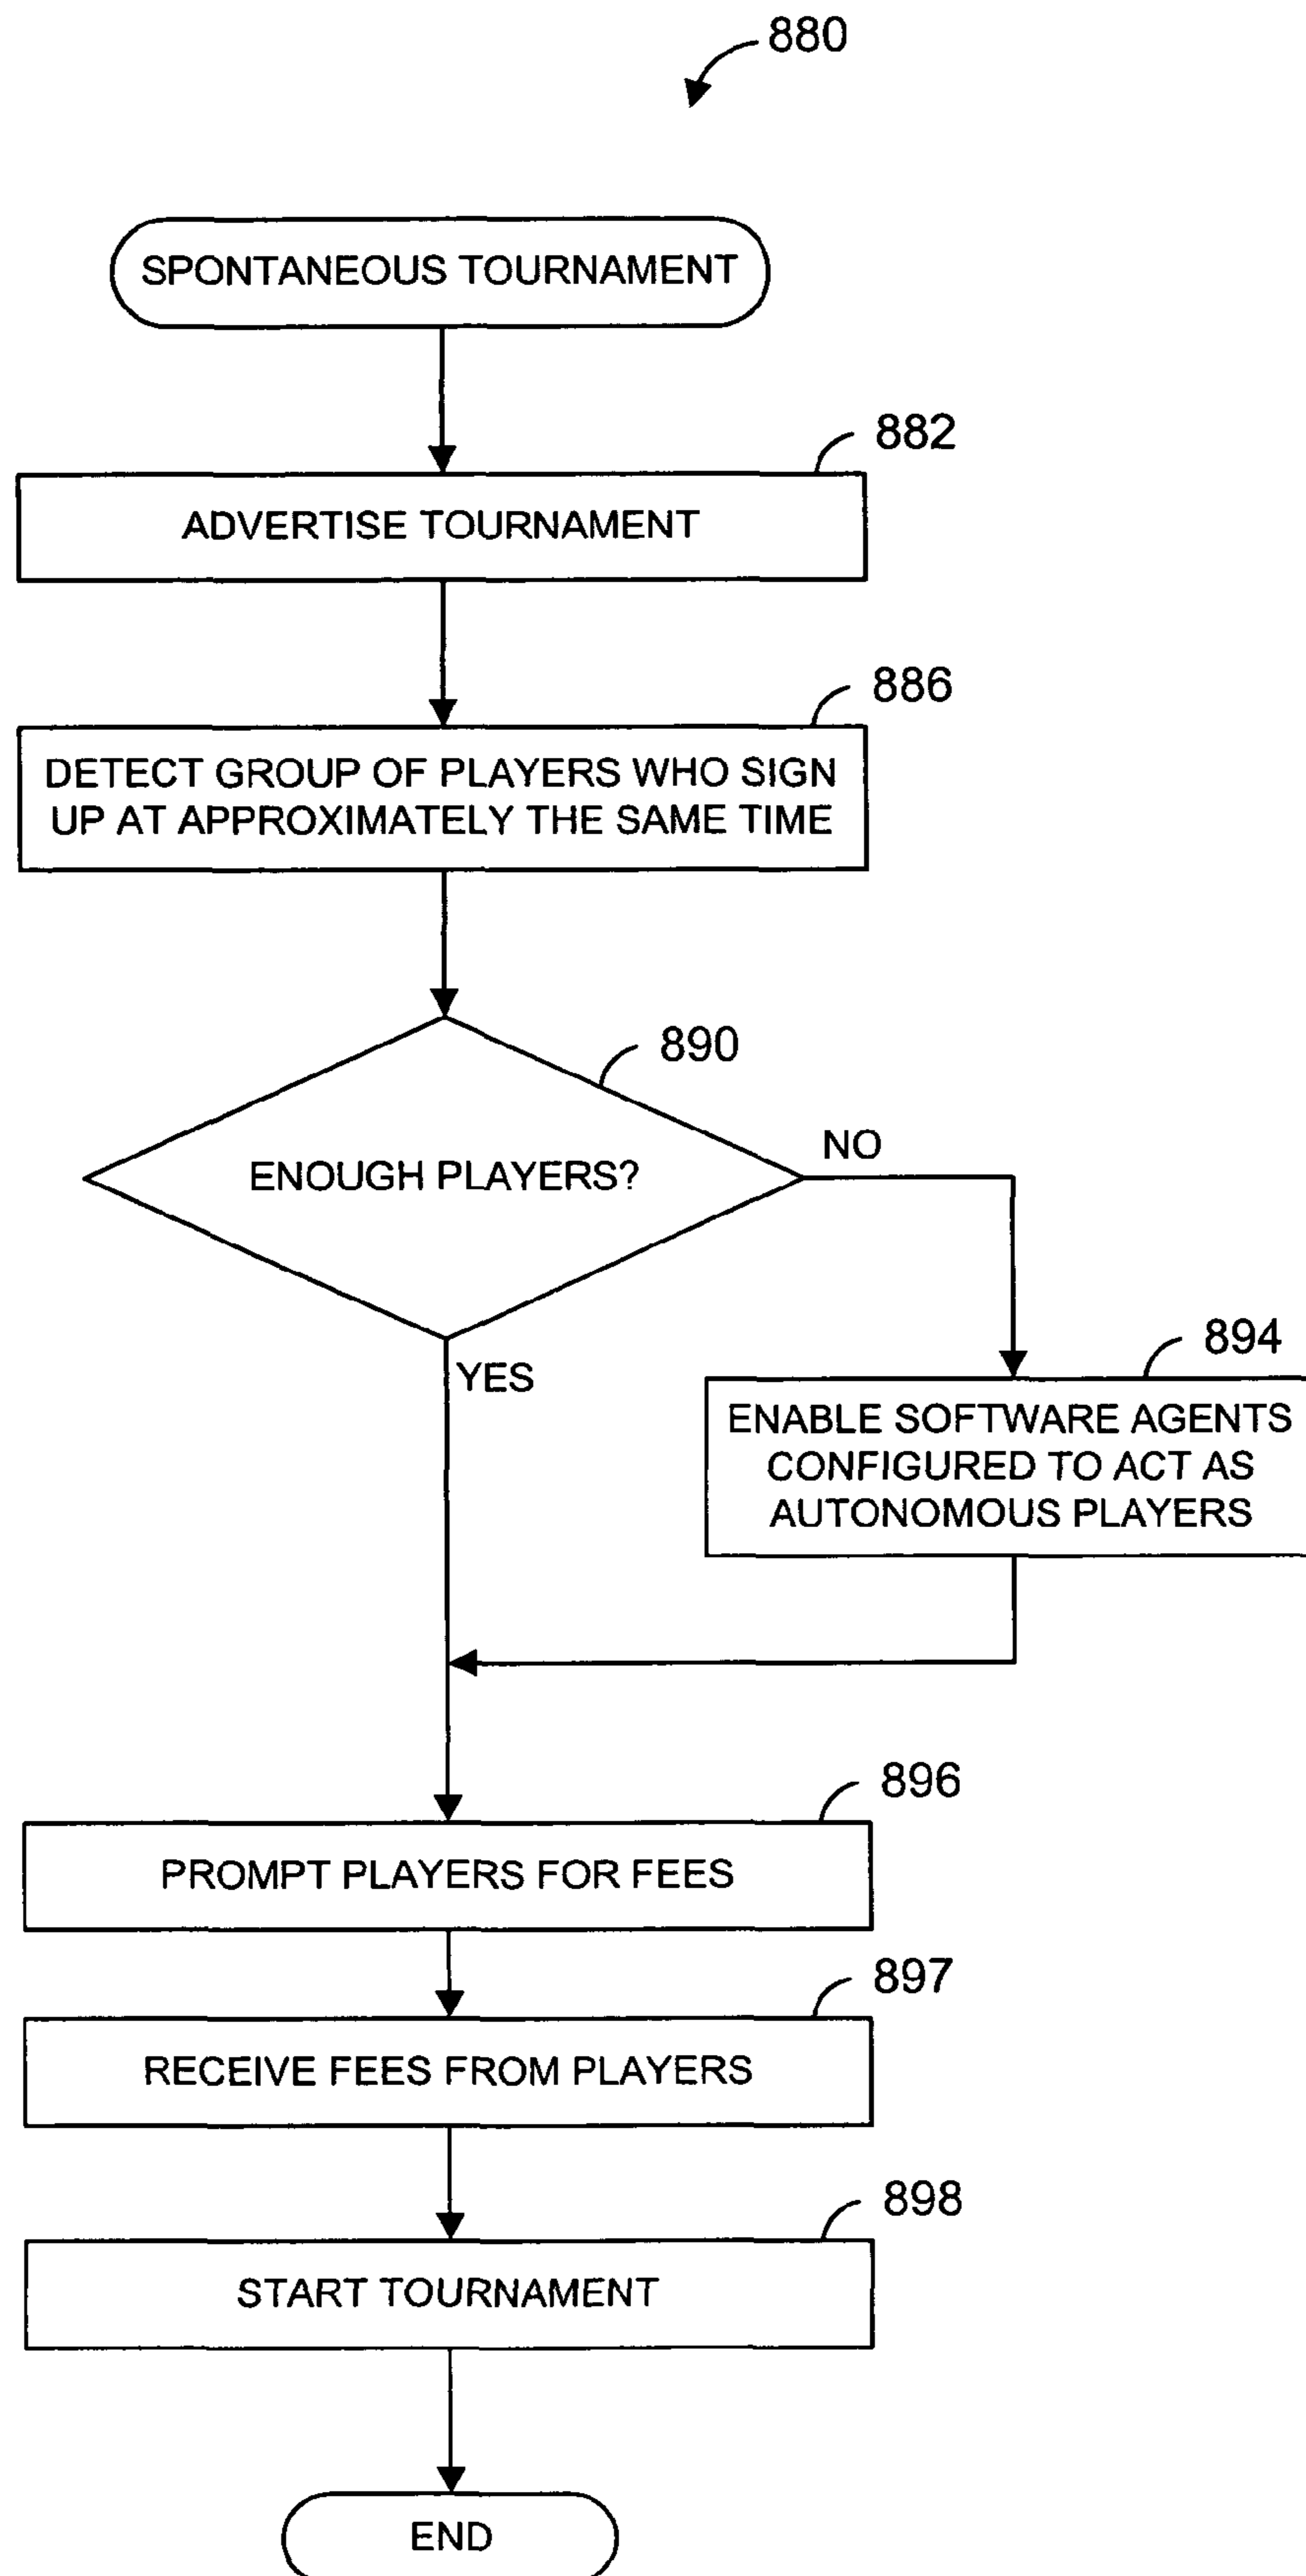 880
SPONTANEOUS TOURNAMENT
882
ADVERTISE TOURNAMENT
886
DETECT GROUP OF PLAYERS WHO SIGN
UP AT APPROXIMATELY THE SAME TIME
890
ENOUGH PLAYERS?
NO
YES
894
ENABLE SOFTWARE AGENTS
CONFIGURED TO ACT AS
AUTONOMOUS PLAYERS
896
PROMPT PLAYERS FOR FEES
897
RECEIVE FEES FROM PLAYERS
898
START TOURNAMENT
END